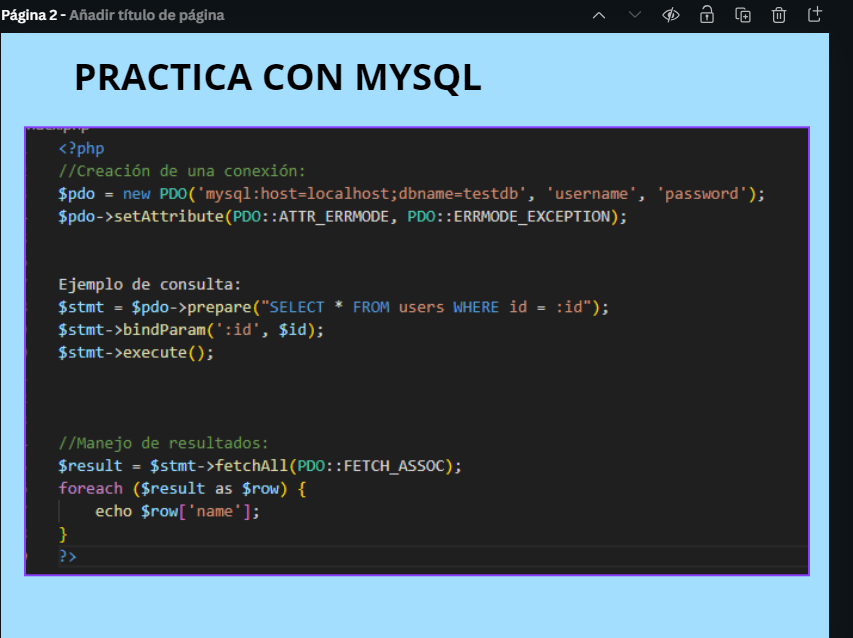 Página 2 - Añadir título de página
PRACTICA CON MYSQL
<?php
//Creación de una conexión:
$pdo = new PDO('mysql:host=localhost;dbname=testdb', 'username', 'password');
$pdo->setAttribute(PDO::ATTR_ERRMODE, PDO::ERRMODE_EXCEPTION);
Ejemplo de consulta:
$stmt = $pdo->prepare("SELECT * FROM users WHERE id = :id");
$stmt->bindParam(':id', $id);
$stmt->execute();
//Manejo de resultados:
$result = $stmt->fetchAll(PDO::FETCH_ASSOC);
foreach ($result as $row) {
echo $row['name'];
}
?>